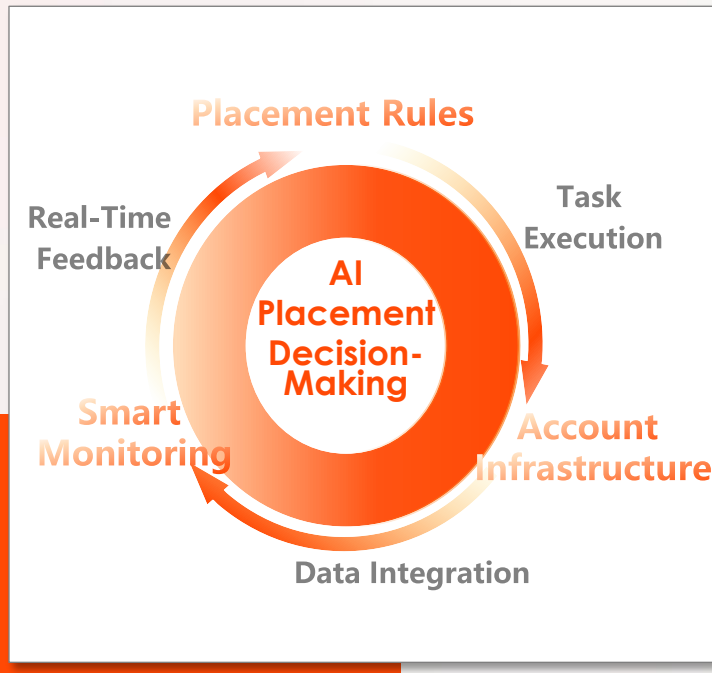 Placement Rules
Real-Time
Feedback
Task
Execution
AI
Placement
Decision-
Making
Smart
Monitoring
Account
Infrastructure
Data Integration